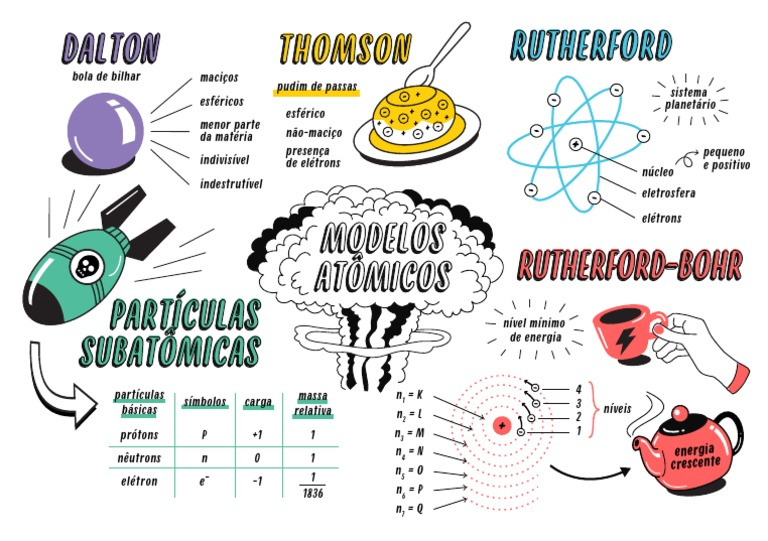 DALTON
bola de bilhar
maciços
esféricos
menor parte
da matéria
indivisível
indestrutível
THOMSON
pudim de passas
esférico
não-maciço
presença
de elétrons
RUTHERFORD
sistema
planetário
pequeno
e positivo
núcleo
eletrosfera
elétrons
MODELOS
ATÔMICOS
PARTÍCULAS
SUBATÔMICAS
partículas básicas símbolos carga massa relativa
prótons P +1 1
nêutrons n 0 1
elétron e⁻ -1 1/1836
RUTHERFORD-BOHR
nível mínimo
de energia
n₁ = K
n₂ = L
n₃ = M
n₄ = N
n₅ = O
n₆ = P
n₇ = Q
4
3
2
1
níveis
energia
crescente